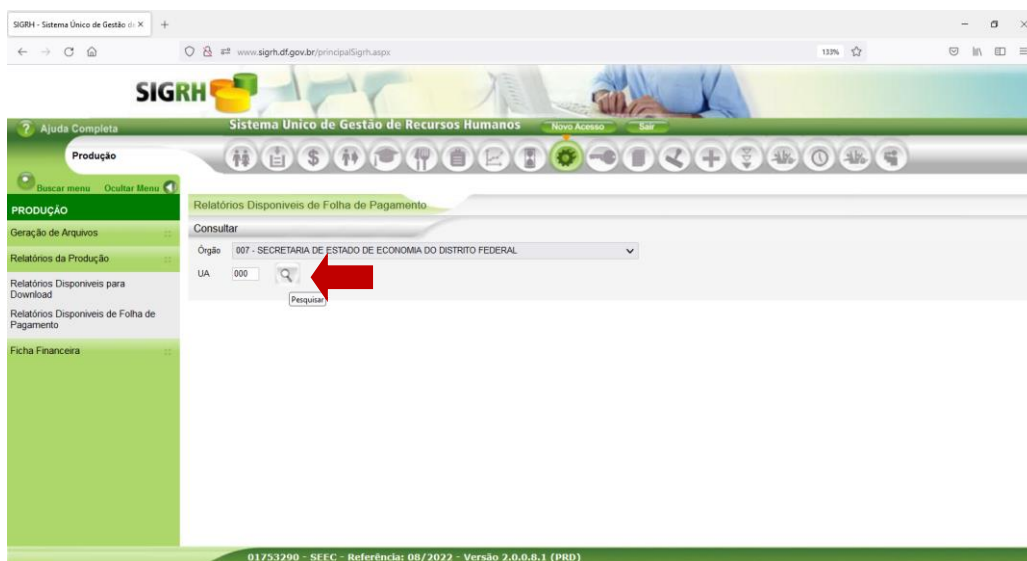 SIGRH - Sistema Único de Gestão d
www.sigrh.df.gov.br/principalSigrh.aspx
133%
SIGRH
Ajuda Completa
Sistema Único de Gestão de Recursos Humanos
Novo Acesso
Sair
Produção
Buscar menu
Ocultar Menu
PRODUÇÃO
Geração de Arquivos
Relatórios da Produção
Relatórios Disponíveis para
Download
Relatórios Disponiveis de Folha de
Pagamento
Ficha Financeira
Relatórios Disponiveis de Folha de Pagamento
Consultar
Órgão 007 - SECRETARIA DE ESTADO DE ECONOMIA DO DISTRITO FEDERAL
UA 000
Pesquisar
01753290 - SEEC - Referência: 08/2022 - Versão 2.0.0.8.1 (PRD)